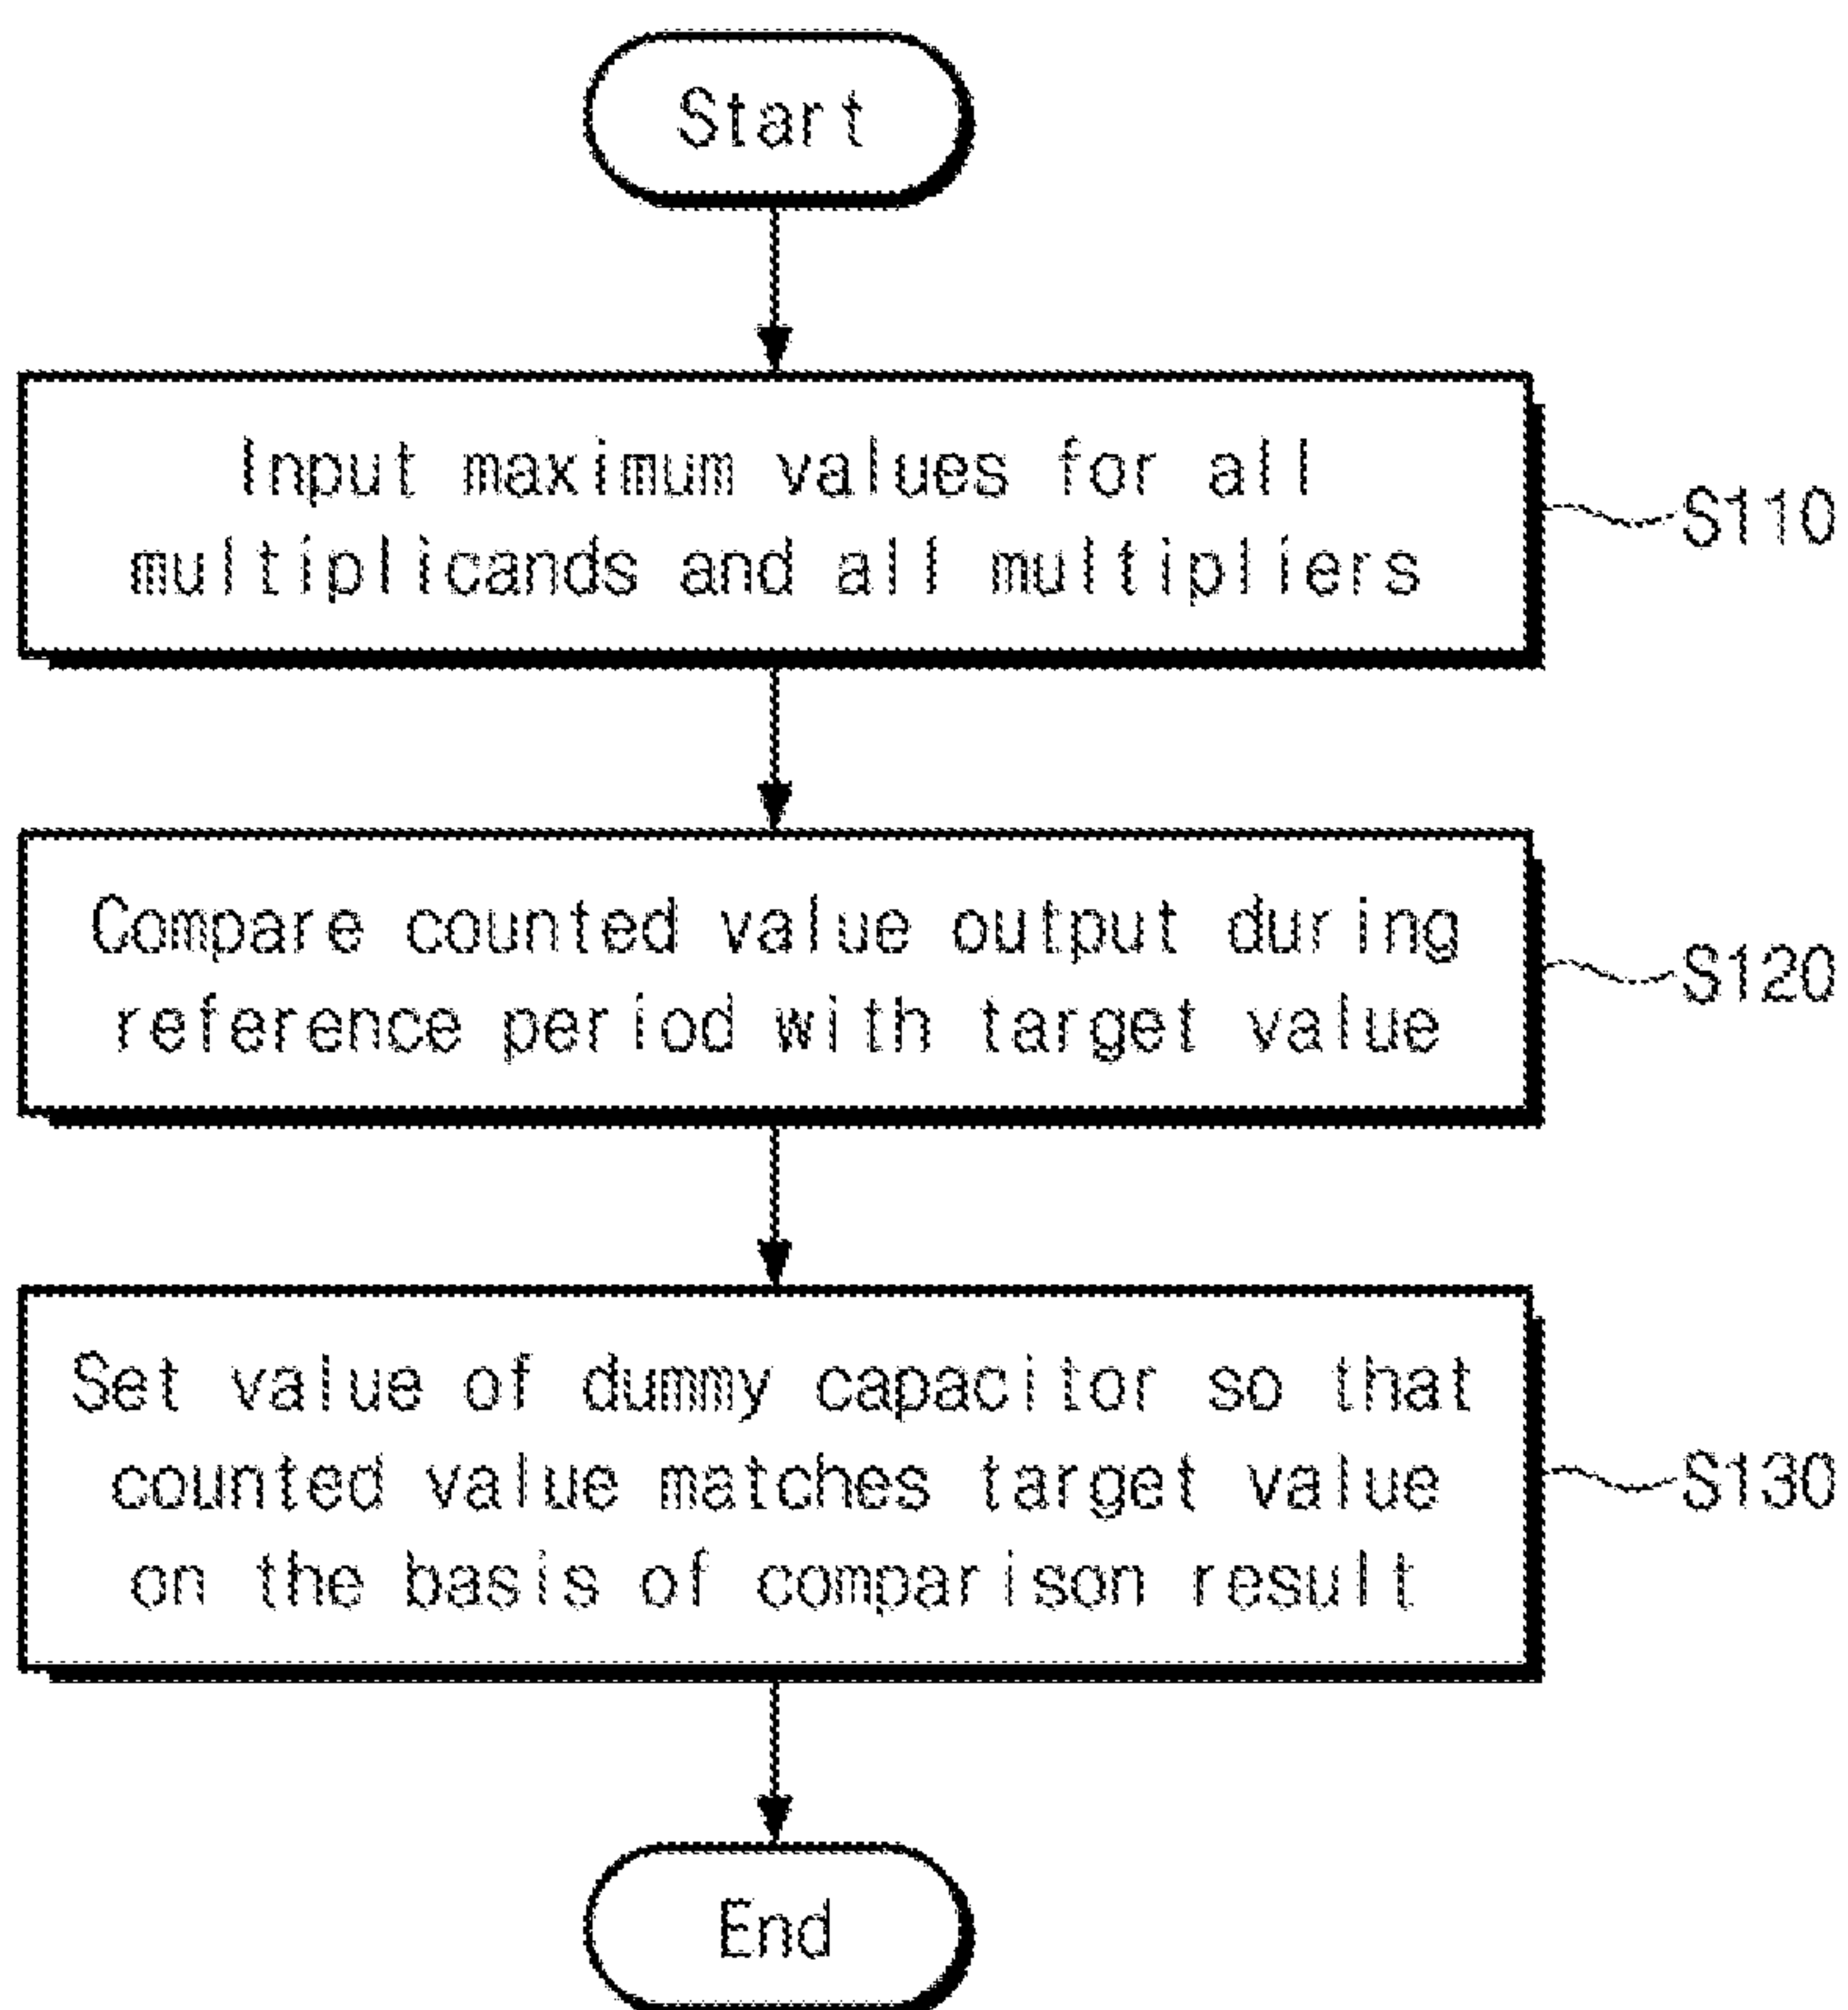 Start
Input maximum values for all
multiplicands and all multipliers
S110
Compare counted value output during
reference period with target value
S120
Set value of dummy capacitor so that
counted value matches target value
on the basis of comparison result
S130
End